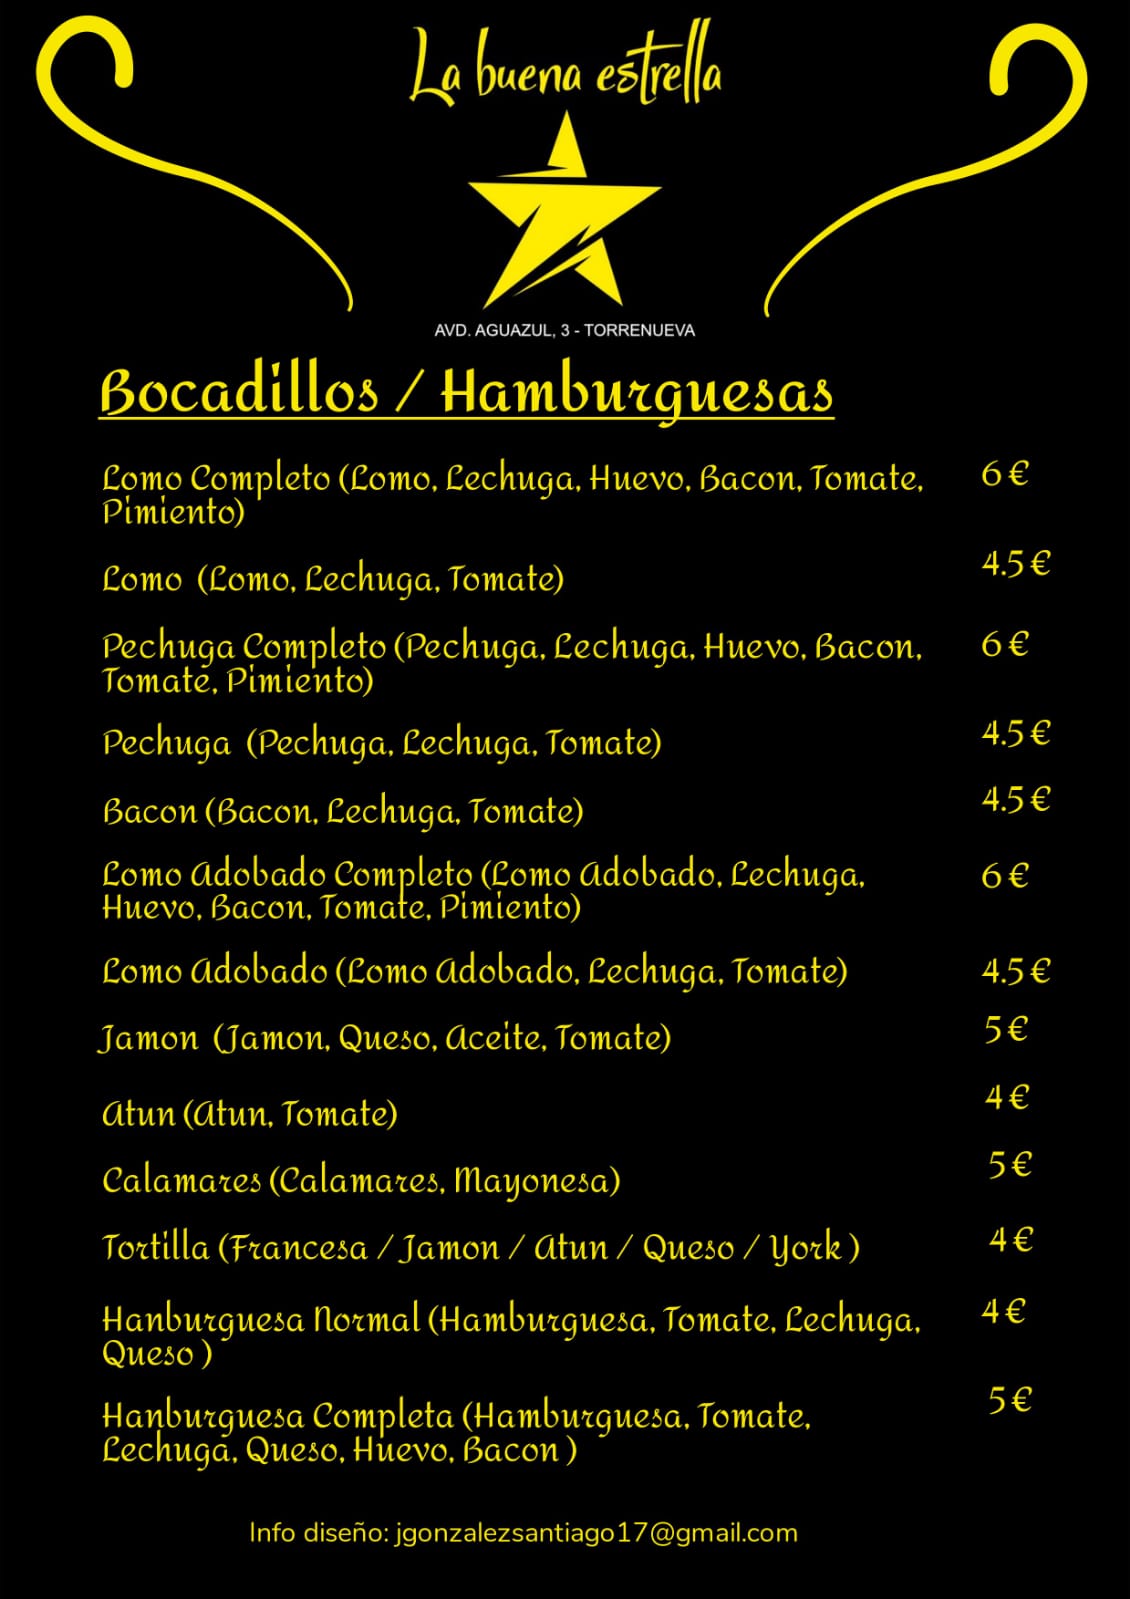 La buena estrella
AVD. AGUAZUL, 3 - TORRENUEVA
Bocadillos / Hamburguesas
Lomo Completo (Lomo, Lechuga, Huevo, Bacon, Tomate, 6 €
Pimiento)
Lomo (Lomo, Lechuga, Tomate) 4.5 €
Pechuga Completo (Pechuga, Lechuga, Huevo, Bacon, 6 €
Tomate, Pimiento)
Pechuga (Pechuga, Lechuga, Tomate) 4.5 €
Bacon (Bacon, Lechuga, Tomate) 4.5 €
Lomo Adobado Completo (Lomo Adobado, Lechuga, 6 €
Huevo, Bacon, Tomate, Pimiento)
Lomo Adobado (Lomo Adobado, Lechuga, Tomate) 4.5 €
Jamon (Jamon, Queso, Aceite, Tomate) 5 €
Atun (Atun, Tomate) 4 €
Calamares (Calamares, Mayonesa) 5 €
Tortilla (Francesa / Jamon / Atun / Queso / York ) 4 €
Hanburguesa Normal (Hamburguesa, Tomate, Lechuga, 4 €
Queso )
Hanburguesa Completa (Hamburguesa, Tomate, 5 €
Lechuga, Queso, Huevo, Bacon )
Info diseño: jgonzalezsantiago17@gmail.com